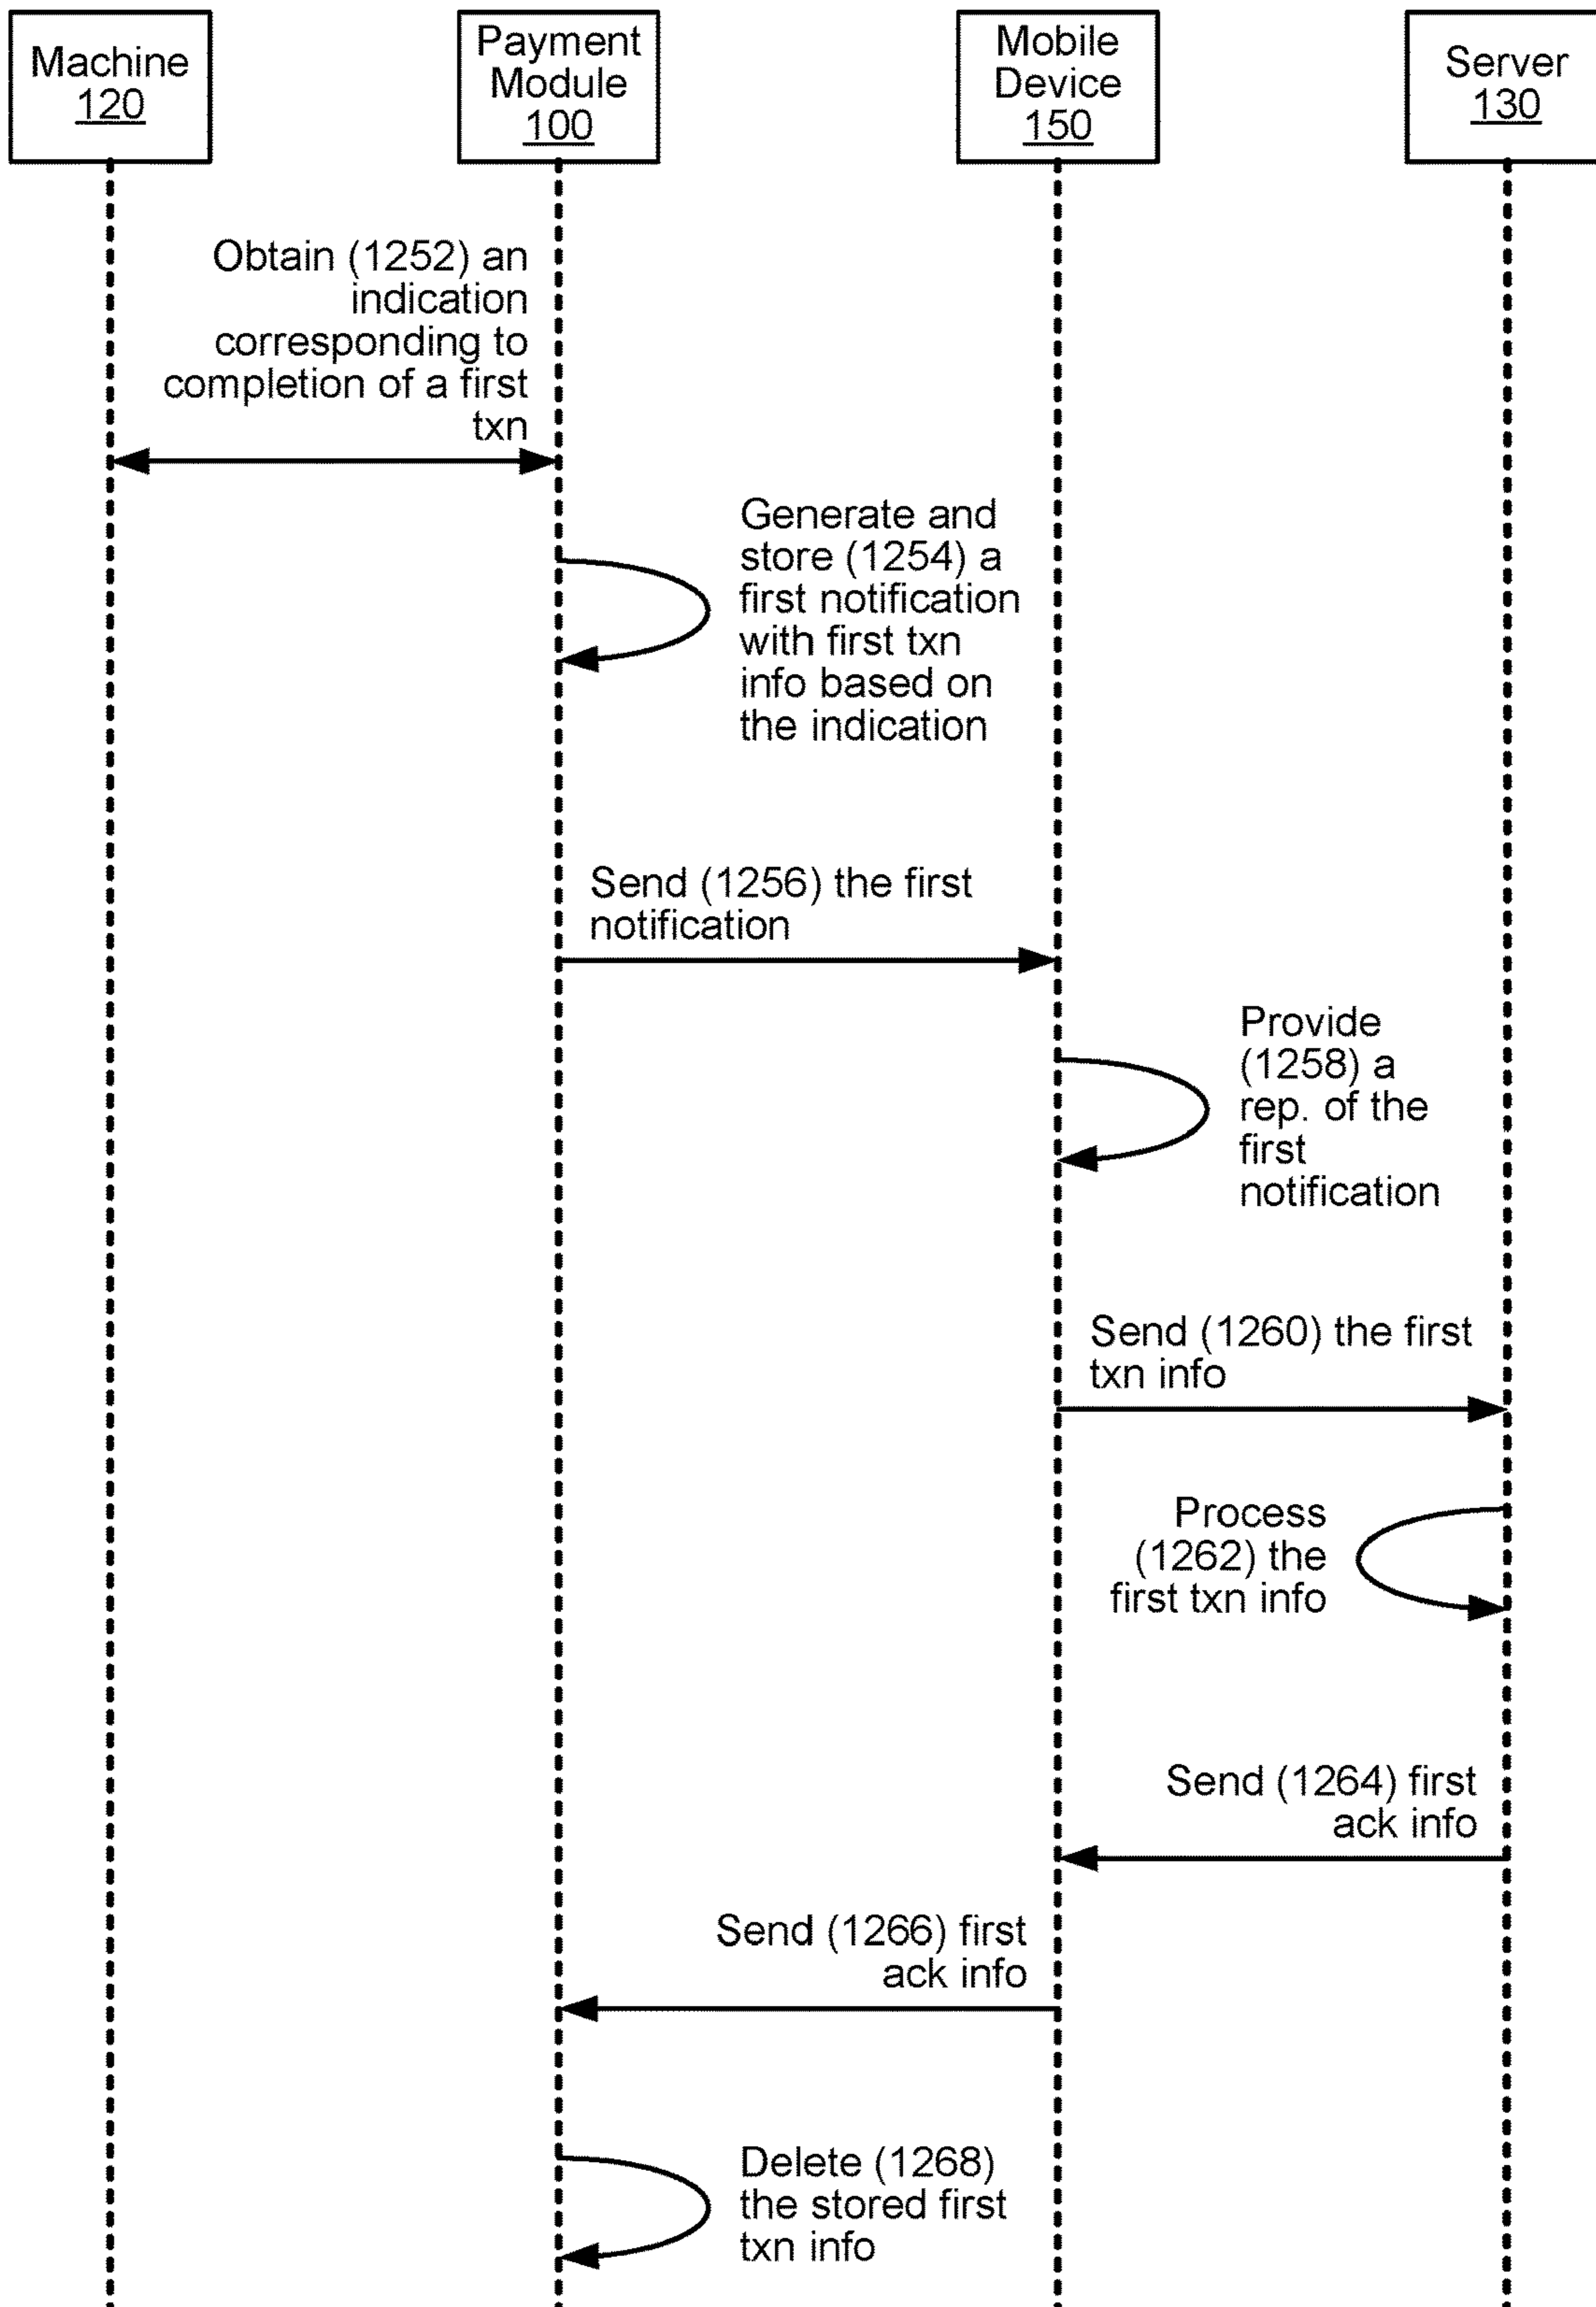 Machine
120
Payment
Module
100
Mobile
Device
150
Server
130
Obtain (1252) an
indication
corresponding to
completion of a first
txn
Generate and
store (1254) a
first notification
with first txn
info based on
the indication
Send (1256) the first
notification
Provide
(1258) a
rep. of the
first
notification
Send (1260) the first
txn info
Process
(1262) the
first txn info
Send (1264) first
ack info
Send (1266) first
ack info
Delete (1268)
the stored first
txn info